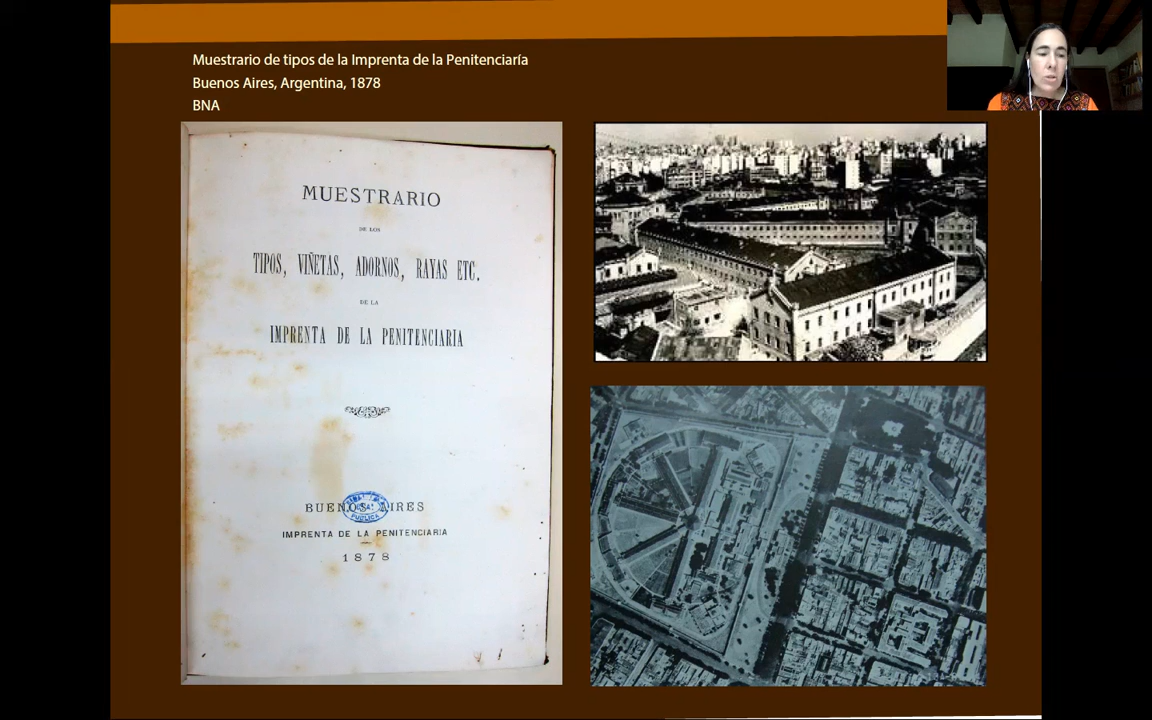 Muestrario de tipos de la Imprenta de la Penitenciaría
Buenos Aires, Argentina, 1878
BNA
MUESTRARIO
DE LOS
TIPOS, VIÑETAS, ADORNOS, RAYAS ETC.
DE LA
IMPRENTA DE LA PENITENCIARIA
BUENOS AIRES
PUBLICA
IMPRENTA DE LA PENITENCIARIA
1878